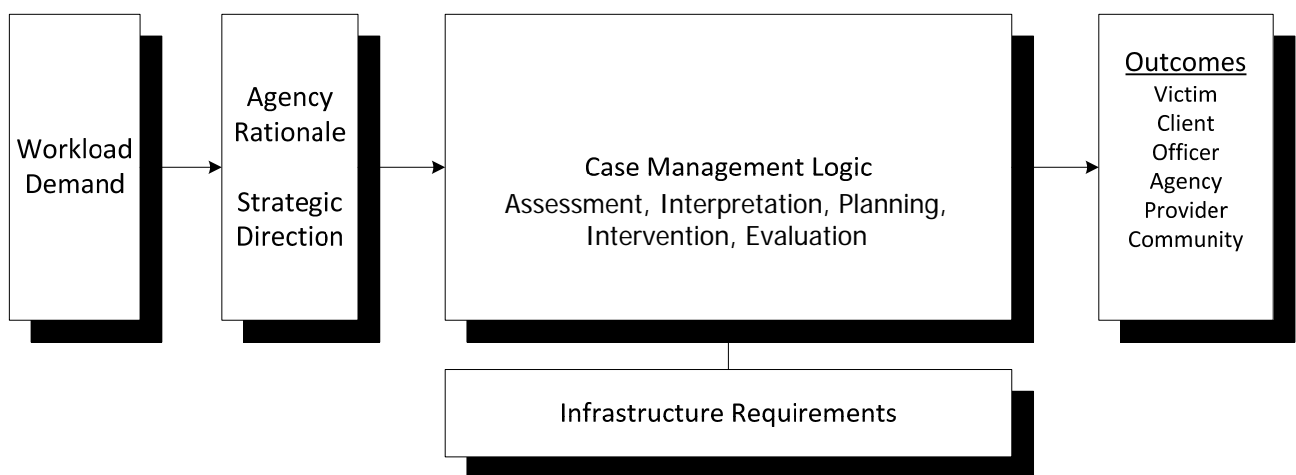 Workload
Demand
Agency
Rationale
Strategic
Direction
Case Management Logic
Assessment, Interpretation, Planning,
Intervention, Evaluation
Outcomes
Victim
Client
Officer
Agency
Provider
Community
Infrastructure Requirements